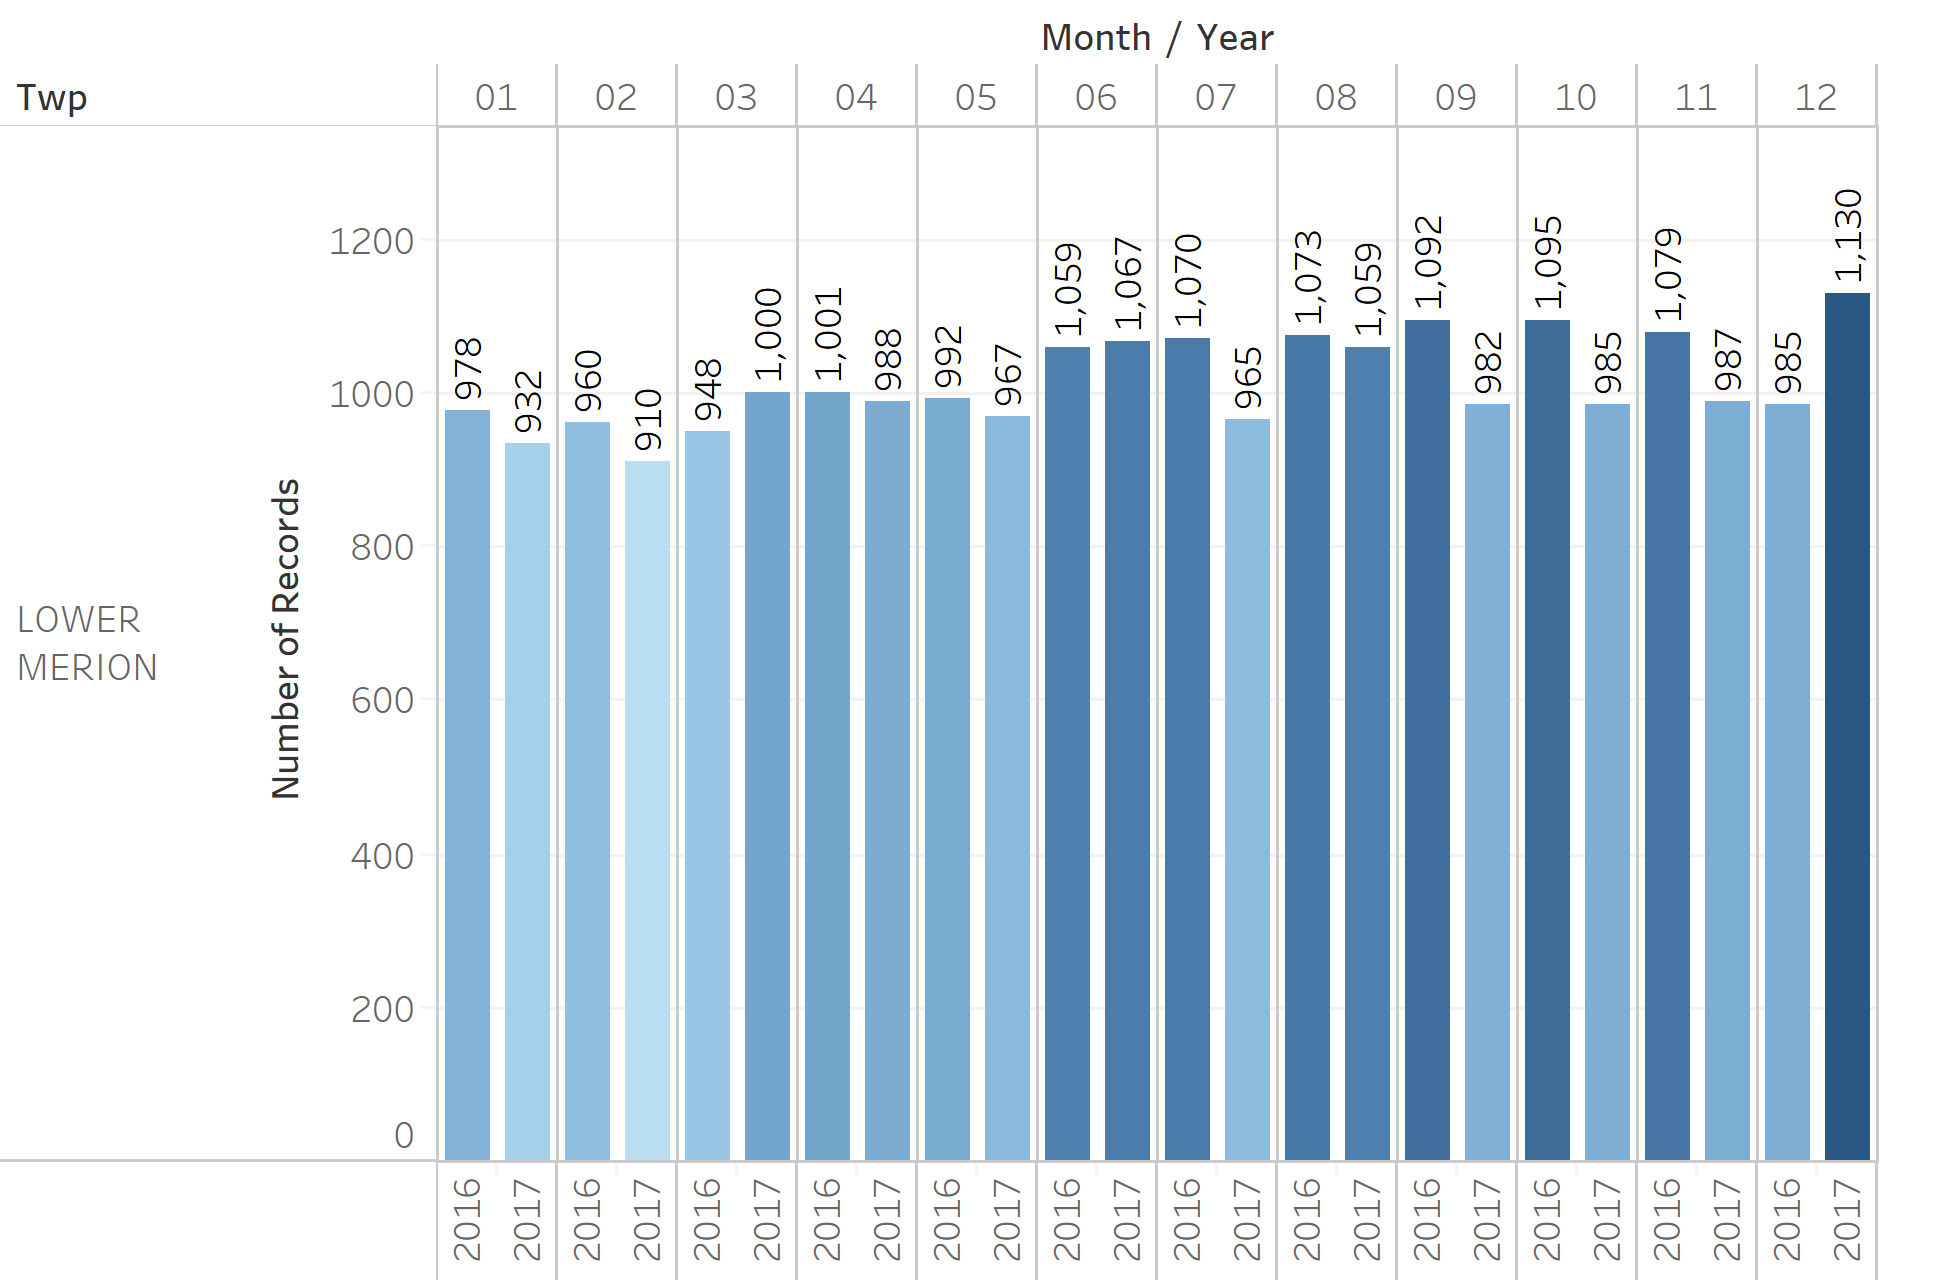 Month / Year
Twp 01 02 03 04 05 06 07 08 09 10 11 12
LOWER
MERION
Number of Records
1200
1000
800
600
400
200
0
978 932 960 910 948 1,000 1,001 988 992 967 1,059 1,067 1,070 965 1,073 1,059 1,092 982 1,095 985 1,079 987 985 1,130
2016 2017 2016 2017 2016 2017 2016 2017 2016 2017 2016 2017 2016 2017 2016 2017 2016 2017 2016 2017 2016 2017 2016 2017